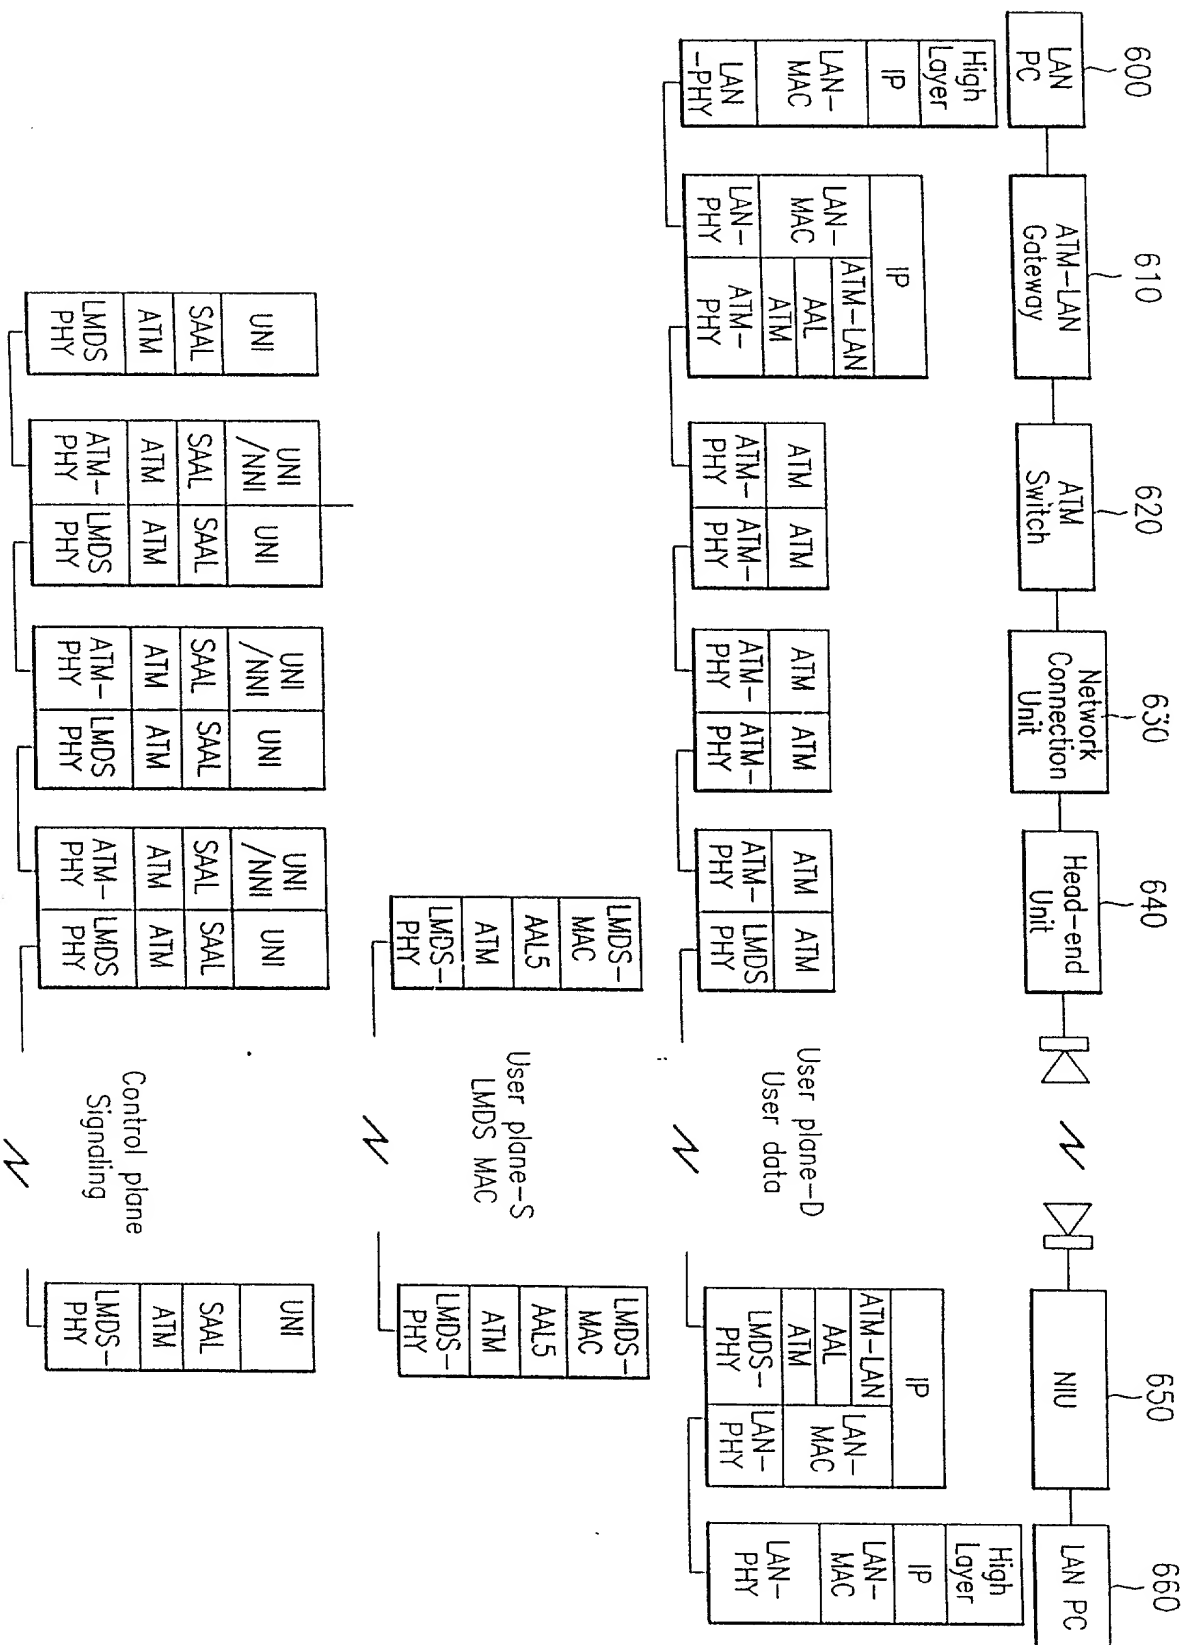 600
610
620
630
640
650
660
LAN
PC
ATM-LAN
Gateway
ATM
Switch
Network
Connection
Unit
Head-end
Unit
NIU
LAN PC
High
Layer
IP
LAN-
MAC
LAN
-PHY
IP
LAN-
MAC
LAN-
PHY
ATM-LAN
AAL
ATM
ATM-
PHY
ATM
ATM
ATM-
PHY
ATM-
PHY
ATM
ATM
ATM-
PHY
ATM-
PHY
ATM
ATM
ATM-
PHY
LMDS
PHY
User plane-D
User data
IP
ATM-LAN
AAL
ATM
LMDS-
PHY
LAN-
MAC
LAN-
PHY
High
Layer
IP
LAN-
MAC
LAN-
PHY
LMDS-
MAC
AAL5
ATM
LMDS-
PHY
User plane-S
LMDS MAC
LMDS-
MAC
AAL5
ATM
LMDS-
PHY
UNI
SAAL
ATM
LMDS
PHY
UNI
/NNI
UNI
SAAL
SAAL
ATM
ATM
ATM-
PHY
LMDS
PHY
UNI
/NNI
UNI
SAAL
SAAL
ATM
ATM
ATM-
PHY
LMDS
PHY
UNI
/NNI
UNI
SAAL
SAAL
ATM
ATM
ATM-
PHY
LMDS
PHY
Control plane
Signaling
UNI
SAAL
ATM
LMDS-
PHY